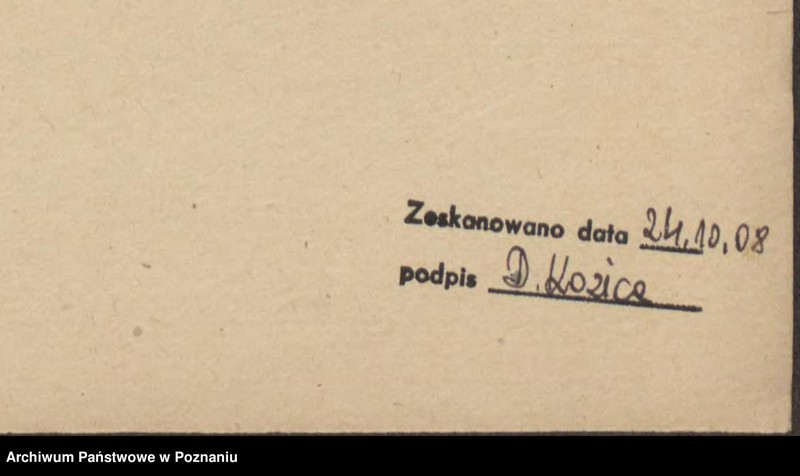 Zeskanowano data 24.10.08
podpis D. Kozica
Archiwum Państwowe w Poznaniu